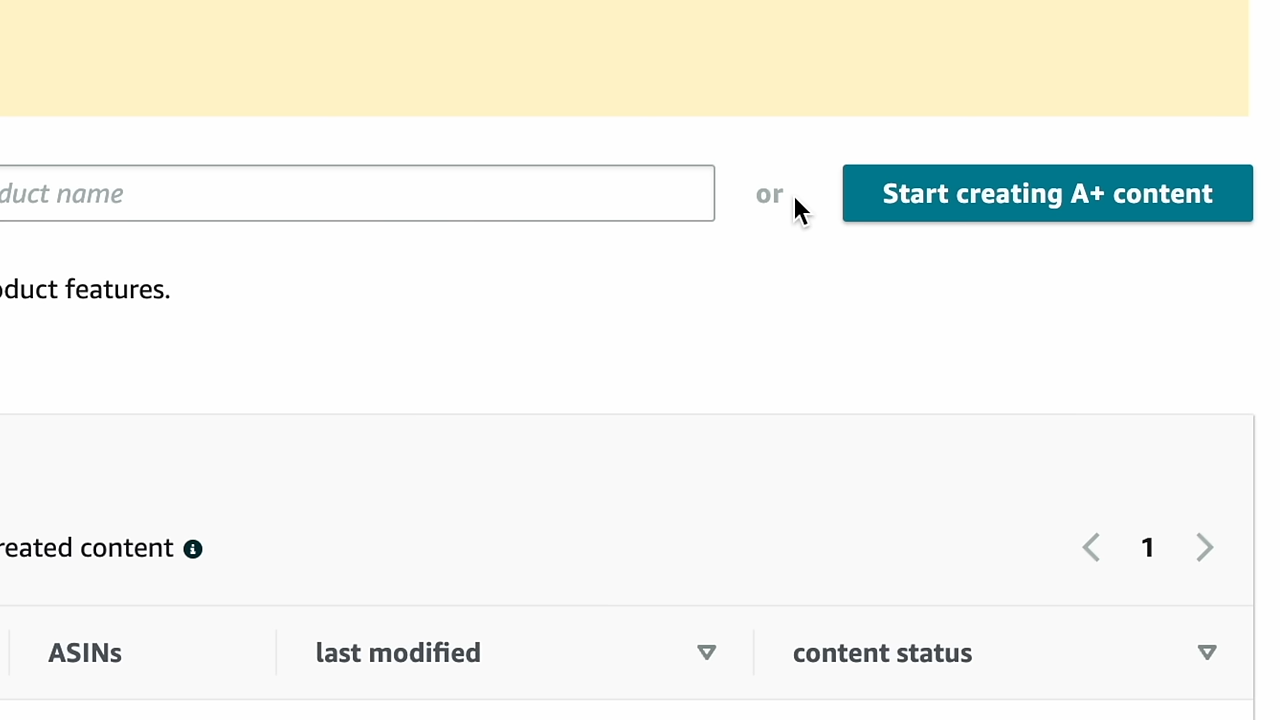 duct name
or
Start creating A+ content
oduct features.
reated content
1
ASINs
last modified
content status